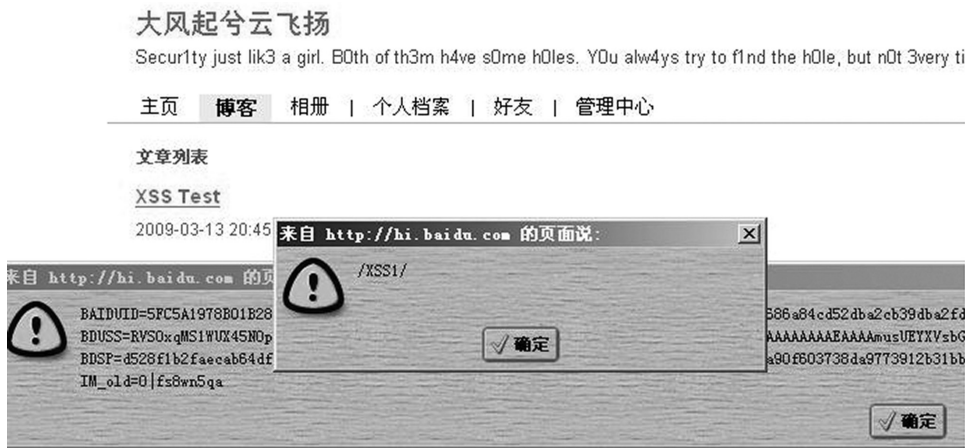 大风起兮云飞扬
Secur1ty just lik3 a girl. B0th of th3m h4ve s0me h0les. Y0u alw4ys try to f1nd the h0le, but n0t 3very ti
主页 博客 相册 | 个人档案 | 好友 | 管理中心
文章列表
XSS Test
2009-03-13 20:45
来自 http://hi.baidu.com 的页面说:
/XSS1/
确定
来自 http://hi.baidu.com 的页
BAIDUID=5FC5A1978B01B28
586a84cd52dba2cb39dba2fd
BDUSS=RVSOxqMS1WUX45NOp
AAAAAAAAEAAAAmusUEYXVsbG
BDSP=d528f1b2faecab64df
a90f603738da9773912b31bb
IM_old=0|fs8wn5qa
确定